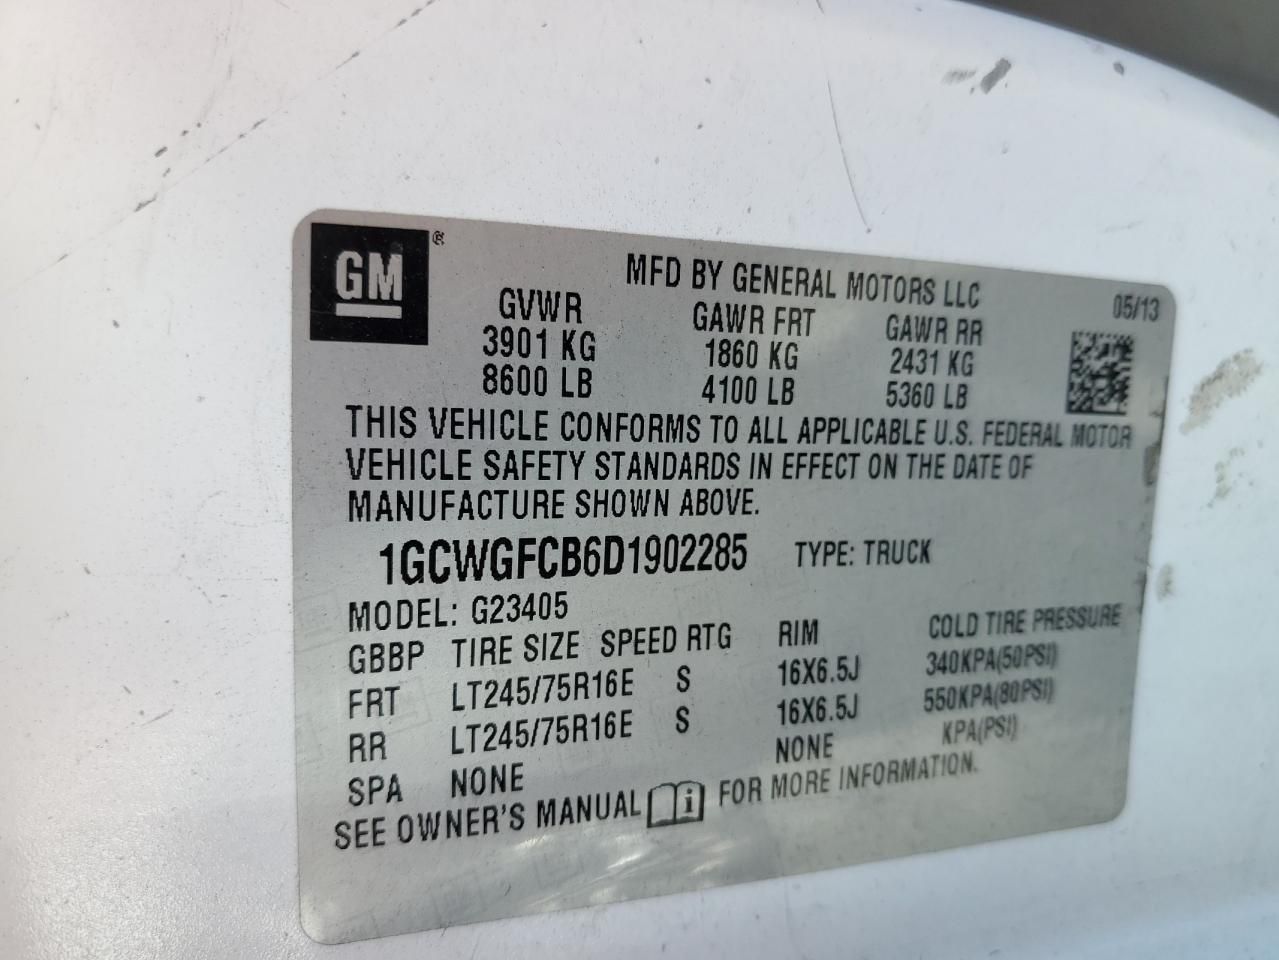 GM
MFD BY GENERAL MOTORS LLC 05/13
GVWR GAWR FRT GAWR RR
3901 KG 1860 KG 2431 KG
8600 LB 4100 LB 5360 LB
THIS VEHICLE CONFORMS TO ALL APPLICABLE U.S. FEDERAL MOTOR
VEHICLE SAFETY STANDARDS IN EFFECT ON THE DATE OF
MANUFACTURE SHOWN ABOVE.
1GCWGFCB6D1902285 TYPE: TRUCK
MODEL: G23405
GBBP TIRE SIZE SPEED RTG RIM COLD TIRE PRESSURE
FRT LT245/75R16E S 16X6.5J 340KPA(50PSI)
RR LT245/75R16E S 16X6.5J 550KPA(80PSI)
SPA NONE NONE KPA(PSI)
SEE OWNER'S MANUAL FOR MORE INFORMATION.